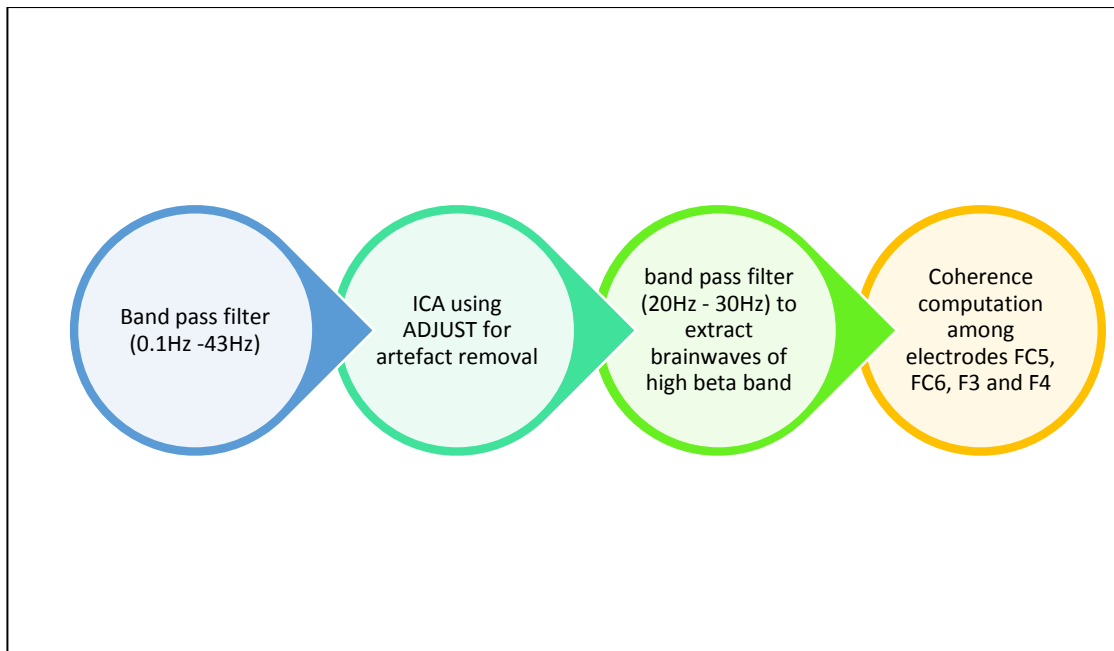 Band pass filter
(0.1Hz -43Hz)
ICA using
ADJUST for
artefact removal
band pass filter
(20Hz - 30Hz) to
extract
brainwaves of
high beta band
Coherence
computation
among
electrodes FC5,
FC6, F3 and F4